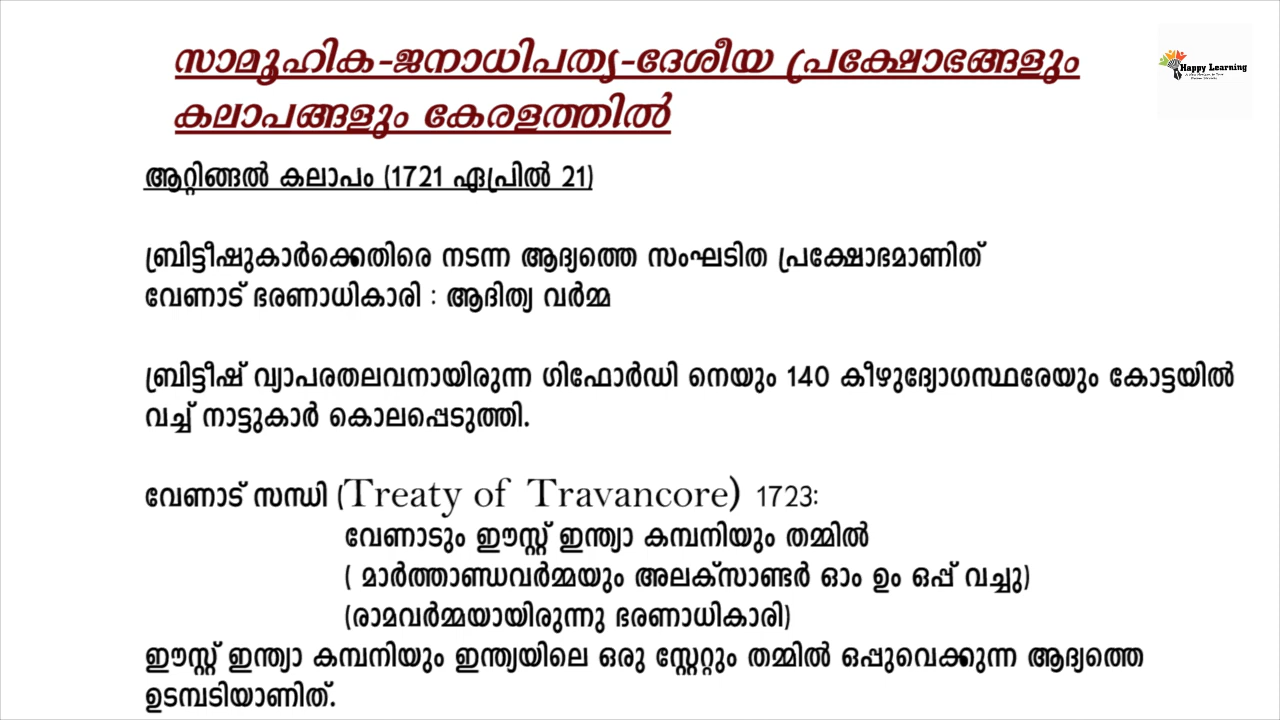 സാമൂഹിക-ജനാധിപത്യ-ദേശീയ പ്രക്ഷോഭങ്ങളും
കലാപങ്ങളും കേരളത്തിൽ
Happy Learning
ആറ്റിങ്ങൽ കലാപം (1721 ഏപ്രിൽ 21)
ബ്രിട്ടീഷുകാർക്കെതിരെ നടന്ന ആദ്യത്തെ സംഘടിത പ്രക്ഷോഭമാണിത്
വേണാട് ഭരണാധികാരി : ആദിത്യ വർമ്മ
ബ്രിട്ടീഷ് വ്യാപരതലവനായിരുന്ന ഗിഫോർഡി നെയും 140 കീഴുദ്യോഗസ്ഥരേയും കോട്ടയിൽ
വച്ച് നാട്ടുകാർ കൊലപ്പെടുത്തി.
വേണാട് സന്ധി (Treaty of Travancore) 1723:
വേണാടും ഈസ്റ്റ് ഇന്ത്യാ കമ്പനിയും തമ്മിൽ
( മാർത്താണ്ഡവർമ്മയും അലക്സാണ്ടർ ഓം ഉം ഒപ്പ് വച്ചു)
(രാമവർമ്മയായിരുന്നു ഭരണാധികാരി)
ഈസ്റ്റ് ഇന്ത്യാ കമ്പനിയും ഇന്ത്യയിലെ ഒരു സ്റ്റേറ്റും തമ്മിൽ ഒപ്പുവെക്കുന്ന ആദ്യത്തെ
ഉടമ്പടിയാണിത്.